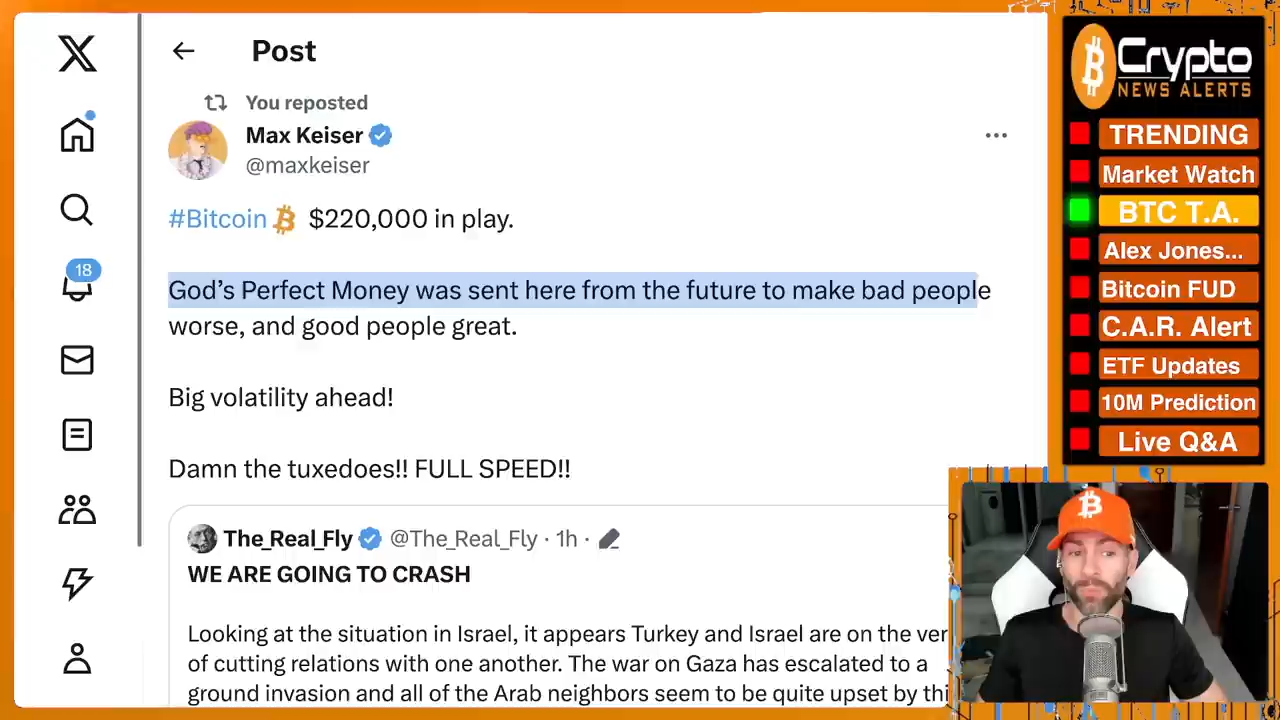 Post
You reposted
Max Keiser
@maxkeiser
#Bitcoin $220,000 in play.
God's Perfect Money was sent here from the future to make bad people
worse, and good people great.
Big volatility ahead!
Damn the tuxedoes!! FULL SPEED!!
The_Real_Fly @The_Real_Fly · 1h ·
WE ARE GOING TO CRASH
Looking at the situation in Israel, it appears Turkey and Israel are on the ver
of cutting relations with one another. The war on Gaza has escalated to a
ground invasion and all of the Arab neighbors seem to be quite upset by thi
18
Crypto
NEWS ALERTS
TRENDING
Market Watch
BTC T.A.
Alex Jones...
Bitcoin FUD
C.A.R. Alert
ETF Updates
10M Prediction
Live Q&A